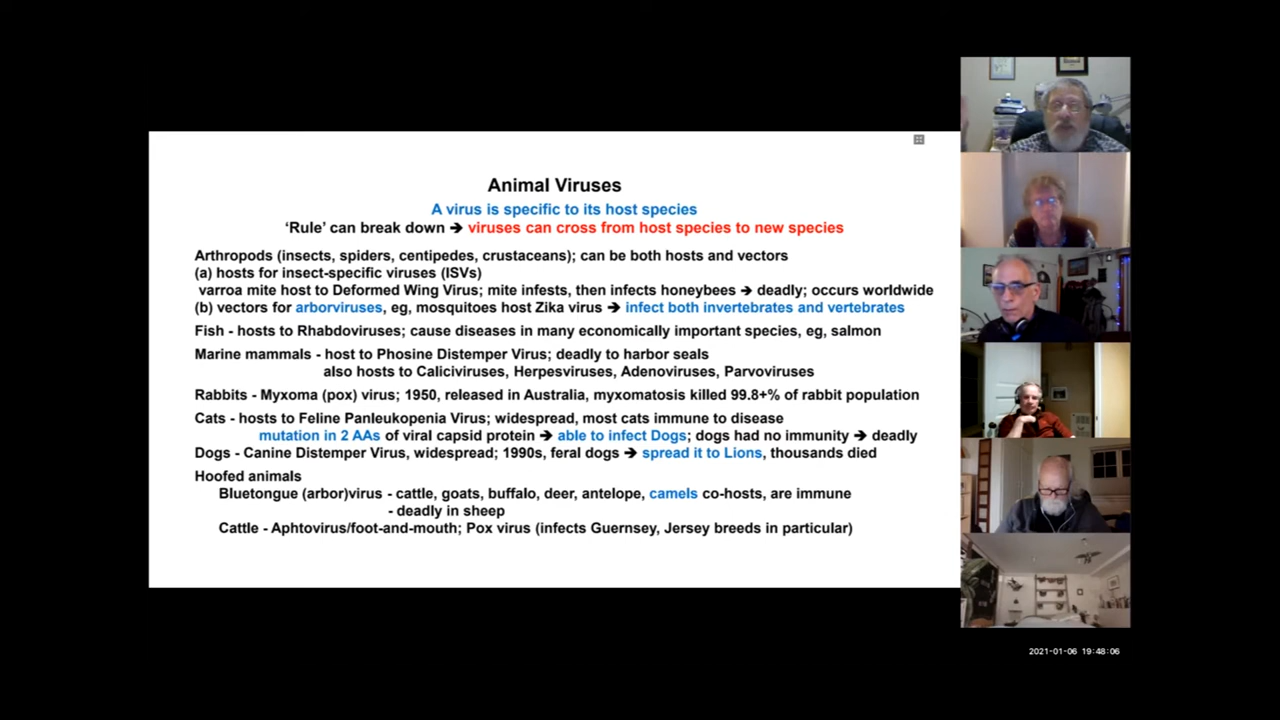 Animal Viruses
A virus is specific to its host species
‘Rule’ can break down ➔ viruses can cross from host species to new species
Arthropods (insects, spiders, centipedes, crustaceans); can be both hosts and vectors
(a) hosts for insect-specific viruses (ISVs)
varroa mite host to Deformed Wing Virus; mite infests, then infects honeybees ➔ deadly; occurs worldwide
(b) vectors for arborviruses, eg, mosquitoes host Zika virus ➔ infect both invertebrates and vertebrates
Fish - hosts to Rhabdoviruses; cause diseases in many economically important species, eg, salmon
Marine mammals - host to Phosine Distemper Virus; deadly to harbor seals
also hosts to Caliciviruses, Herpesviruses, Adenoviruses, Parvoviruses
Rabbits - Myxoma (pox) virus; 1950, released in Australia, myxomatosis killed 99.8+% of rabbit population
Cats - hosts to Feline Panleukopenia Virus; widespread, most cats immune to disease
mutation in 2 AAs of viral capsid protein ➔ able to infect Dogs; dogs had no immunity ➔ deadly
Dogs - Canine Distemper Virus, widespread; 1990s, feral dogs ➔ spread it to Lions, thousands died
Hoofed animals
Bluetongue (arbor)virus - cattle, goats, buffalo, deer, antelope, camels co-hosts, are immune
- deadly in sheep
Cattle - Aphtovirus/foot-and-mouth; Pox virus (infects Guernsey, Jersey breeds in particular)
2021-01-06 19:48:06